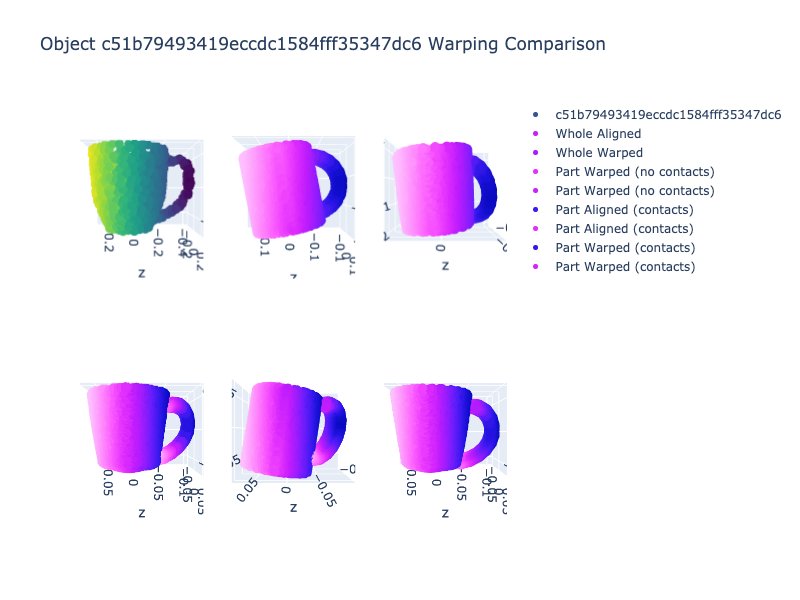 Object c51b79493419eccdc1584fff35347dc6 Warping Comparison
c51b79493419eccdc1584fff35347dc6
Whole Aligned
Whole Warped
Part Warped (no contacts)
Part Warped (no contacts)
Part Aligned (contacts)
Part Aligned (contacts)
Part Warped (contacts)
Part Warped (contacts)
0.2
0
−0.2
z
0.1
0
−0.1
−0.1
0
z
0.05
0
−0.05
z
0.05
0
−0.05
z
0.05
0
−0.05
z